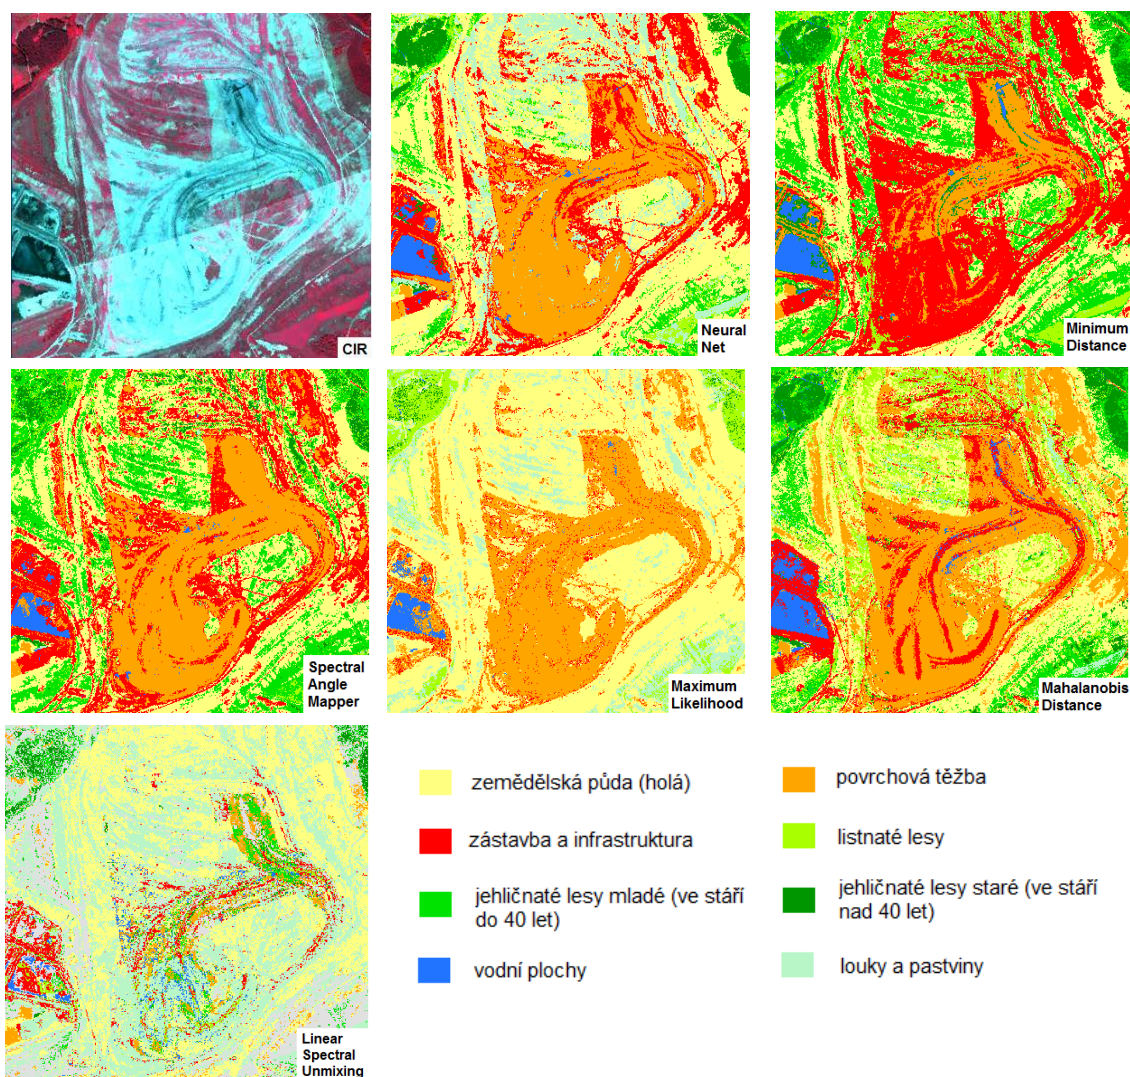 CIR
Neural
Net
Minimum
Distance
Spectral
Angle
Mapper
Maximum
Likelihood
Mahalanobis
Distance
Linear
Spectral
Unmixing
zemědělská půda (holá)
povrchová těžba
zástavba a infrastruktura
listnaté lesy
jehličnaté lesy mladé (ve stáří
do 40 let)
jehličnaté lesy staré (ve stáří
nad 40 let)
vodní plochy
louky a pastviny